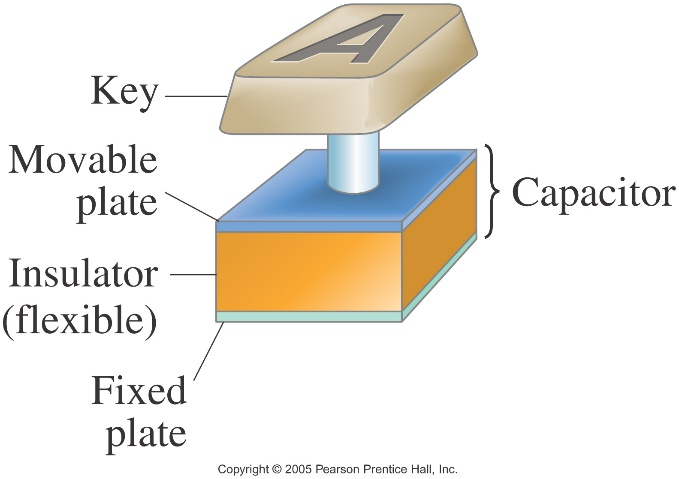 A
Key
Movable
plate
Capacitor
Insulator
(flexible)
Fixed
plate
Copyright © 2005 Pearson Prentice Hall, Inc.